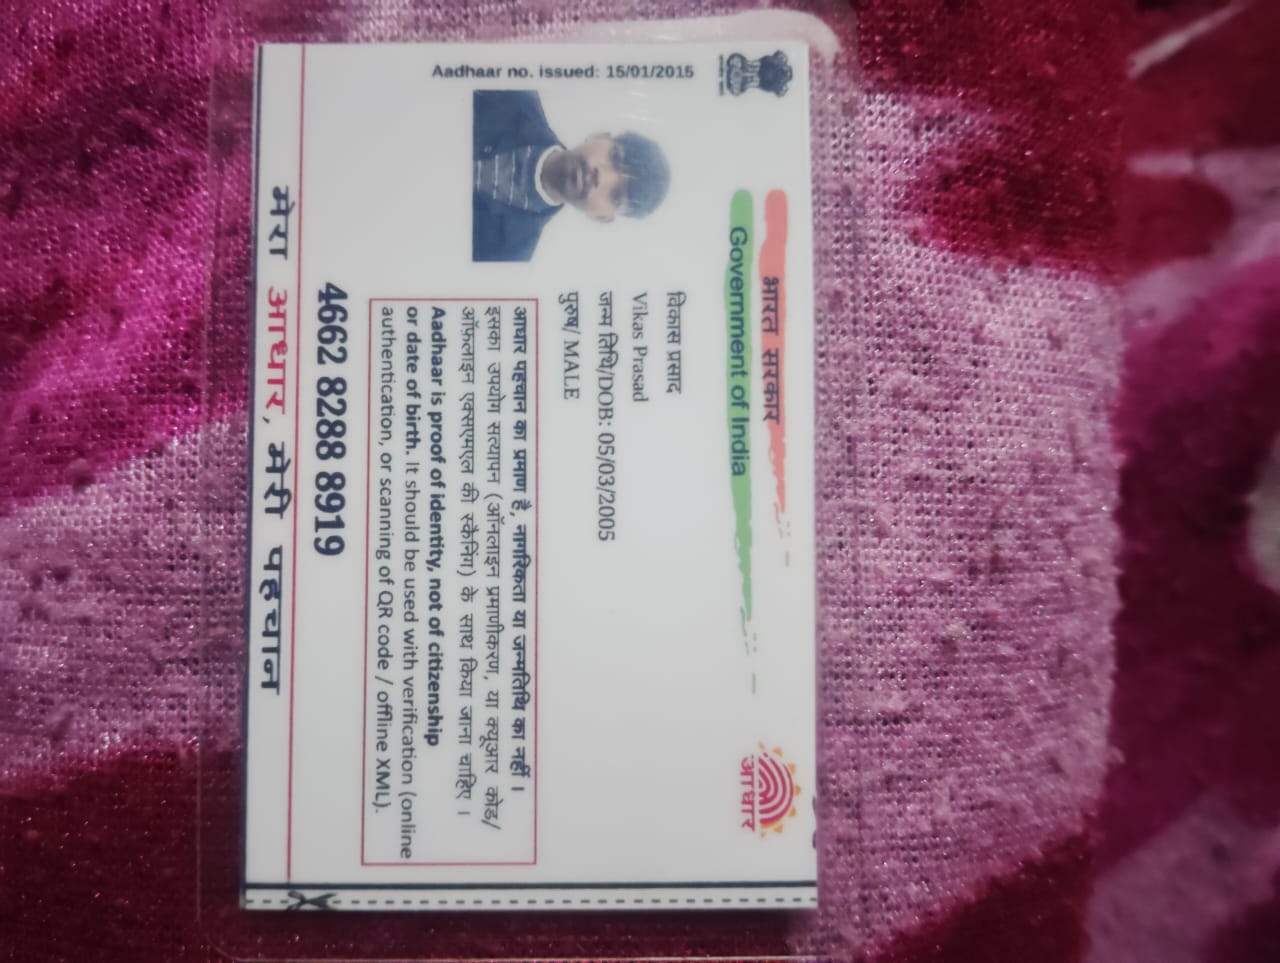 भारत सरकार
Government of India
Aadhaar no. issued: 15/01/2015
विकास प्रसाद
Vikas Prasad
जन्म तिथि/DOB: 05/03/2005
पुरुष/ MALE
आधार पहचान का प्रमाण है, नागरिकता या जन्मतिथि का नहीं ।
इसका उपयोग सत्यापन (ऑनलाइन प्रमाणीकरण, या क्यूआर कोड/
ऑफ़लाइन एक्सएमएल की स्कैनिंग) के साथ किया जाना चाहिए ।
Aadhaar is proof of identity, not of citizenship
or date of birth. It should be used with verification (online
authentication, or scanning of QR code / offline XML).
4662 8288 8919
मेरा आधार, मेरी पहचान
आधार